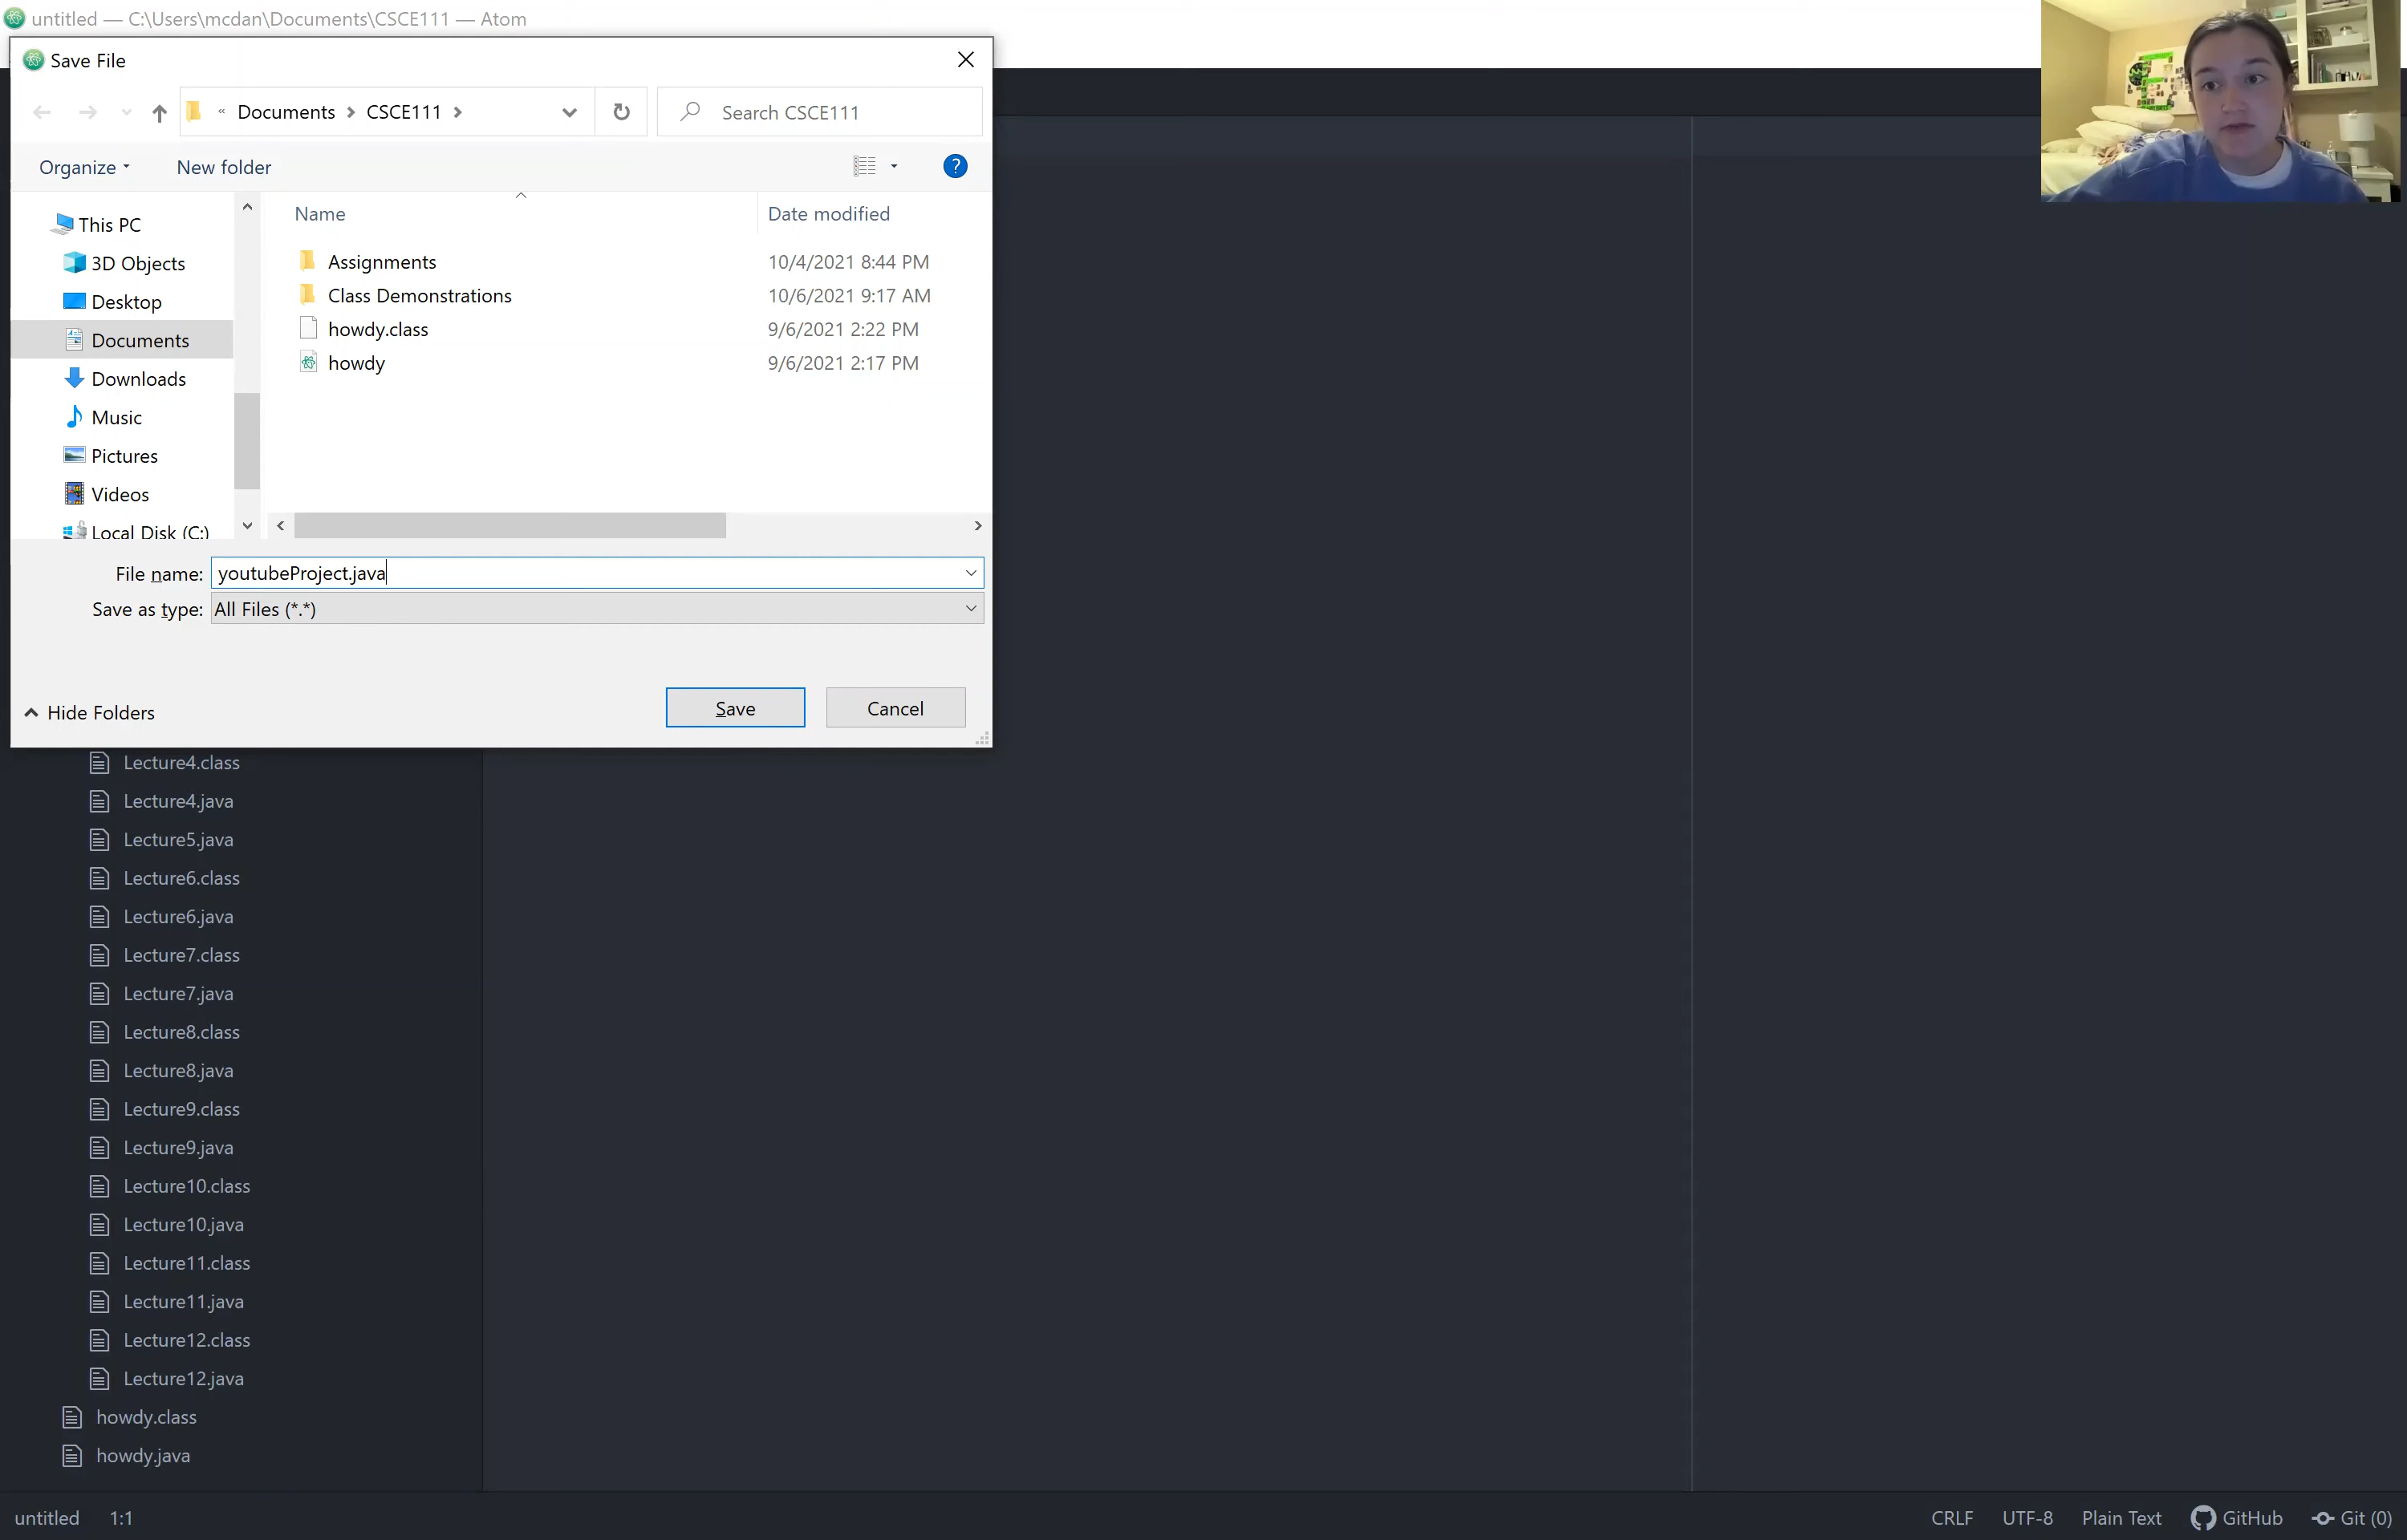 untitled — C:\Users\mcdan\Documents\CSCE111 — Atom
Save File
« Documents > CSCE111 >
Search CSCE111
Organize
New folder
?
This PC
3D Objects
Desktop
Documents
Downloads
Music
Pictures
Videos
Local Disk (C:)
Name Date modified
Assignments 10/4/2021 8:44 PM
Class Demonstrations 10/6/2021 9:17 AM
howdy.class 9/6/2021 2:22 PM
howdy 9/6/2021 2:17 PM
File name: youtubeProject.java
Save as type: All Files (*.*)
Hide Folders
Save
Cancel
Lecture4.class
Lecture4.java
Lecture5.java
Lecture6.class
Lecture6.java
Lecture7.class
Lecture7.java
Lecture8.class
Lecture8.java
Lecture9.class
Lecture9.java
Lecture10.class
Lecture10.java
Lecture11.class
Lecture11.java
Lecture12.class
Lecture12.java
howdy.class
howdy.java
untitled 1:1 CRLF UTF-8 Plain Text GitHub Git (0)